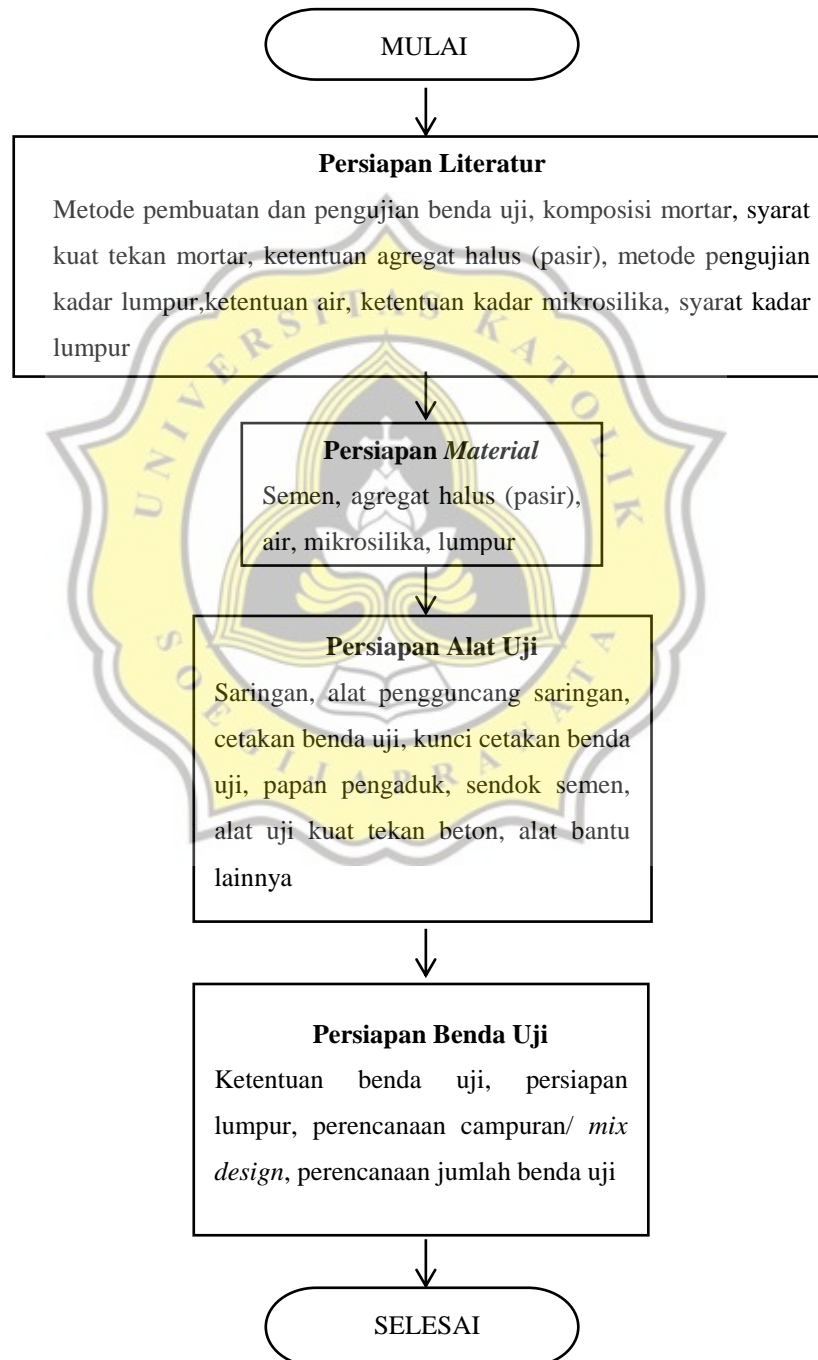 MULAI
Persiapan Literatur
Metode pembuatan dan pengujian benda uji, komposisi mortar, syarat
kuat tekan mortar, ketentuan agregat halus (pasir), metode pengujian
kadar lumpur,ketentuan air, ketentuan kadar mikrosilika, syarat kadar
lumpur
Persiapan Material
Semen, agregat halus (pasir),
air, mikrosilika, lumpur
Persiapan Alat Uji
Saringan, alat pengguncang saringan,
cetakan benda uji, kunci cetakan benda
uji, papan pengaduk, sendok semen,
alat uji kuat tekan beton, alat bantu
lainnya
Persiapan Benda Uji
Ketentuan benda uji, persiapan
lumpur, perencanaan campuran/ mix
design, perencanaan jumlah benda uji
SELESAI
UNIVERSITAS KATOLIK
SOEGIJAPRANATA